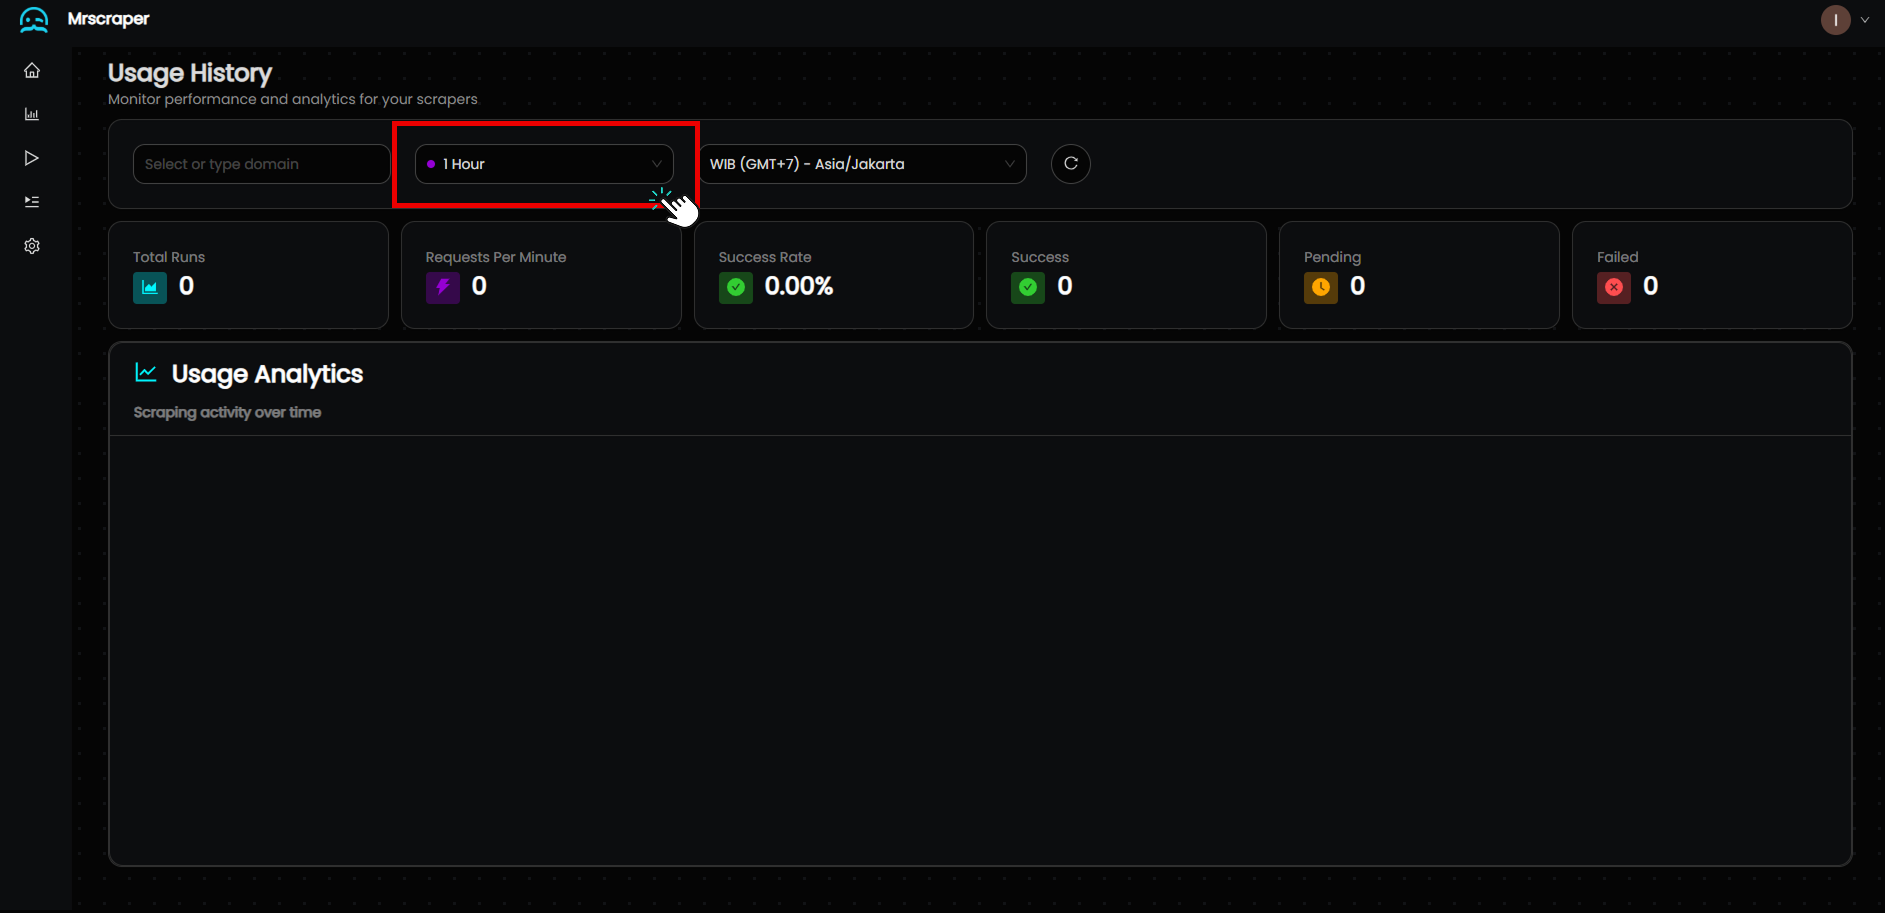 Mrscraper
I
Usage History
Monitor performance and analytics for your scrapers
Select or type domain
1 Hour
WIB (GMT+7) - Asia/Jakarta
Total Runs
0
Requests Per Minute
0
Success Rate
0.00%
Success
0
Pending
0
Failed
0
Usage Analytics
Scraping activity over time